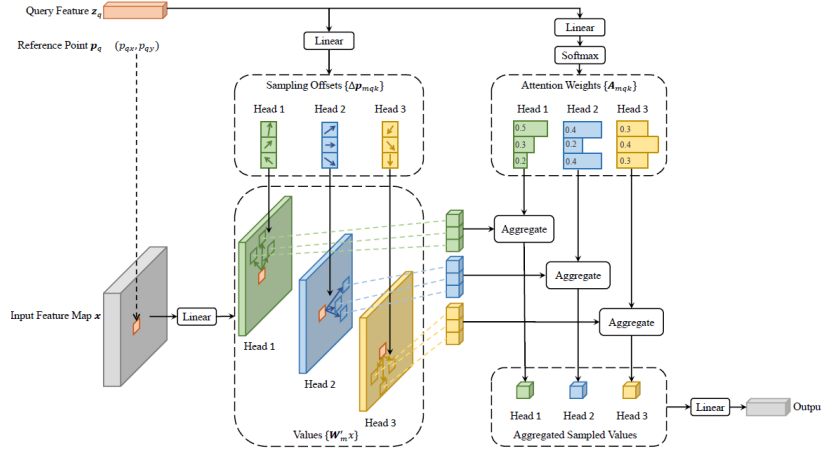 Query Feature z_q
Reference Point p_q (p_qx, p_qy)
Linear
Linear
Softmax
Sampling Offsets {Δp_mqk}
Head 1 Head 2 Head 3
Attention Weights {A_mqk}
Head 1 Head 2 Head 3
0.5 0.4 0.3
0.3 0.2 0.4
0.2 0.4 0.3
Aggregate
Aggregate
Aggregate
Input Feature Map x
Linear
Head 1
Head 2
Head 3
Values {W'_m x}
Head 1 Head 2 Head 3
Aggregated Sampled Values
Linear
Output